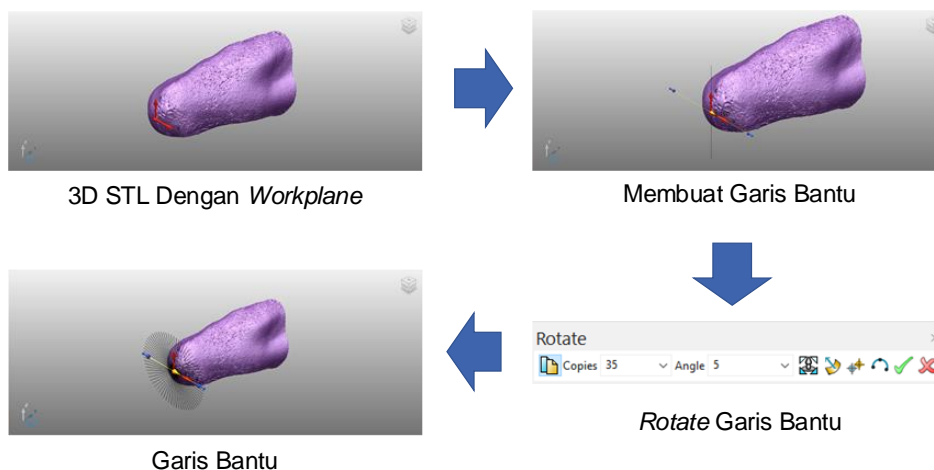 3D STL Dengan Workplane
Membuat Garis Bantu
Rotate
Copies 35 Angle 5
Rotate Garis Bantu
Garis Bantu